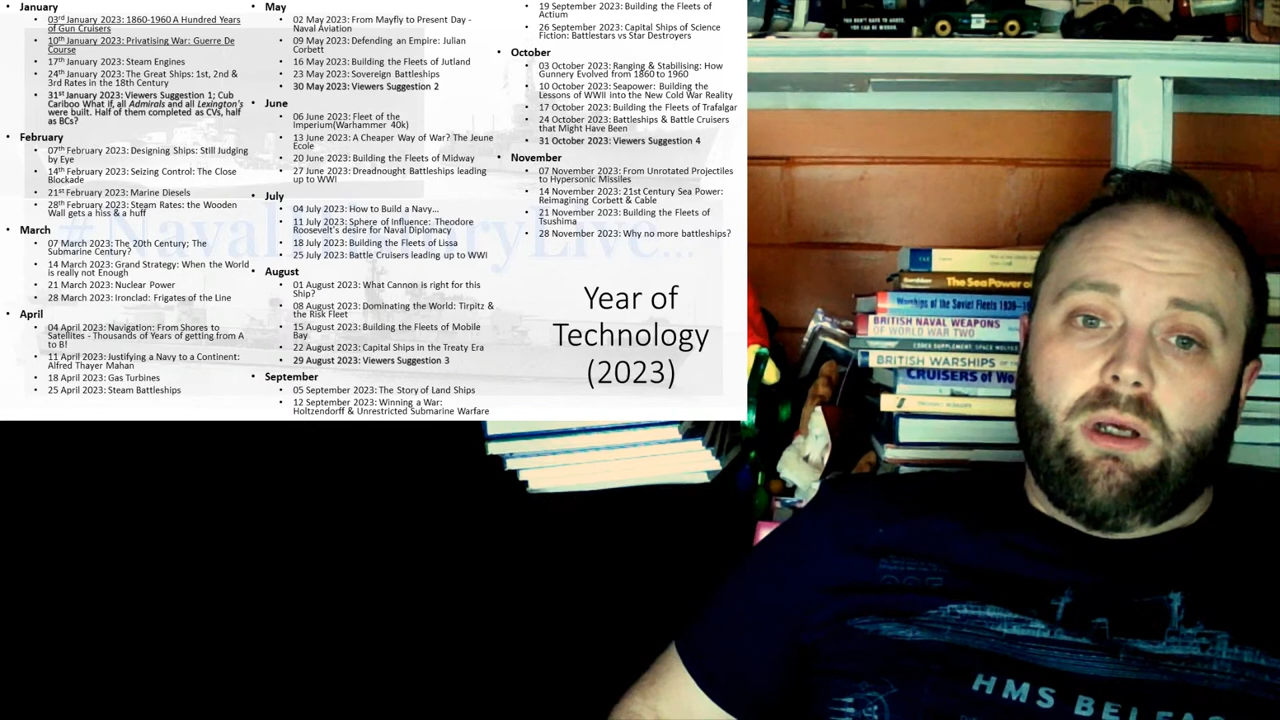 January
03rd January 2023: 1860-1960 A Hundred Years
of Gun Cruisers
10th January 2023: Privatising War: Guerre De
Course
17th January 2023: Steam Engines
24th January 2023: The Great Ships: 1st, 2nd &
3rd Rates in the 18th Century
31st January 2023: Viewers Suggestion 1; Cub
Cariboo What if, all Admirals and all Lexington's
were built. Half of them completed as CVs, half
as BCs?
February
07th February 2023: Designing Ships: Still Judging
by Eye
14th February 2023: Seizing Control: The Close
Blockade
21st February 2023: Marine Diesels
28th February 2023: Steam Rates: the Wooden
Wall gets a hiss & a huff
March
07 March 2023: The 20th Century; The
Submarine Century?
14 March 2023: Grand Strategy: When the World
is really not Enough
21 March 2023: Nuclear Power
28 March 2023: Ironclad: Frigates of the Line
April
04 April 2023: Navigation: From Shores to
Satellites - Thousands of Years of getting from A
to B!
11 April 2023: Justifying a Navy to a Continent:
Alfred Thayer Mahan
18 April 2023: Gas Turbines
25 April 2023: Steam Battleships
May
02 May 2023: From Mayfly to Present Day -
Naval Aviation
09 May 2023: Defending an Empire: Julian
Corbett
16 May 2023: Building the Fleets of Jutland
23 May 2023: Sovereign Battleships
30 May 2023: Viewers Suggestion 2
June
06 June 2023: Fleet of the
Imperium(Warhammer 40k)
13 June 2023: A Cheaper Way of War? The Jeune
Ecole
20 June 2023: Building the Fleets of Midway
27 June 2023: Dreadnought Battleships leading
up to WWI
July
04 July 2023: How to Build a Navy...
11 July 2023: Sphere of Influence: Theodore
Roosevelt's desire for Naval Diplomacy
18 July 2023: Building the Fleets of Lissa
25 July 2023: Battle Cruisers leading up to WWI
August
01 August 2023: What Cannon is right for this
Ship?
08 August 2023: Dominating the World: Tirpitz &
the Risk Fleet
15 August 2023: Building the Fleets of Mobile
Bay.
22 August 2023: Capital Ships in the Treaty Era
29 August 2023: Viewers Suggestion 3
September
05 September 2023: The Story of Land Ships
12 September 2023: Winning a War:
Holtzendorff & Unrestricted Submarine Warfare
19 September 2023: Building the Fleets of
Actium
26 September 2023: Capital Ships of Science
Fiction: Battlestars vs Star Destroyers
October
03 October 2023: Ranging & Stabilising: How
Gunnery Evolved from 1860 to 1960
10 October 2023: Seapower: Building the
Lessons of WWII into the New Cold War Reality
17 October 2023: Building the Fleets of Trafalgar
24 October 2023: Battleships & Battle Cruisers
that Might Have Been
31 October 2023: Viewers Suggestion 4
November
07 November 2023: From Unrotated Projectiles
to Hypersonic Missiles
14 November 2023: 21st Century Sea Power:
Reimagining Corbett & Cable
21 November 2023: Building the Fleets of
Tsushima
28 November 2023: Why no more battleships?
Year of
Technology
(2023)
YOU DON'T HAVE TO AGREE,
YOU CAN BE WRONG.
The Sea Power of
Warships of the Soviet Fleets 1939-1
BRITISH NAVAL WEAPONS
OF WORLD WAR TWO
CODEX SUPPLEMENT, SPACE WOLVES
BRITISH WARSHIPS
CRUISERS OF Wo
HMS BELFAS